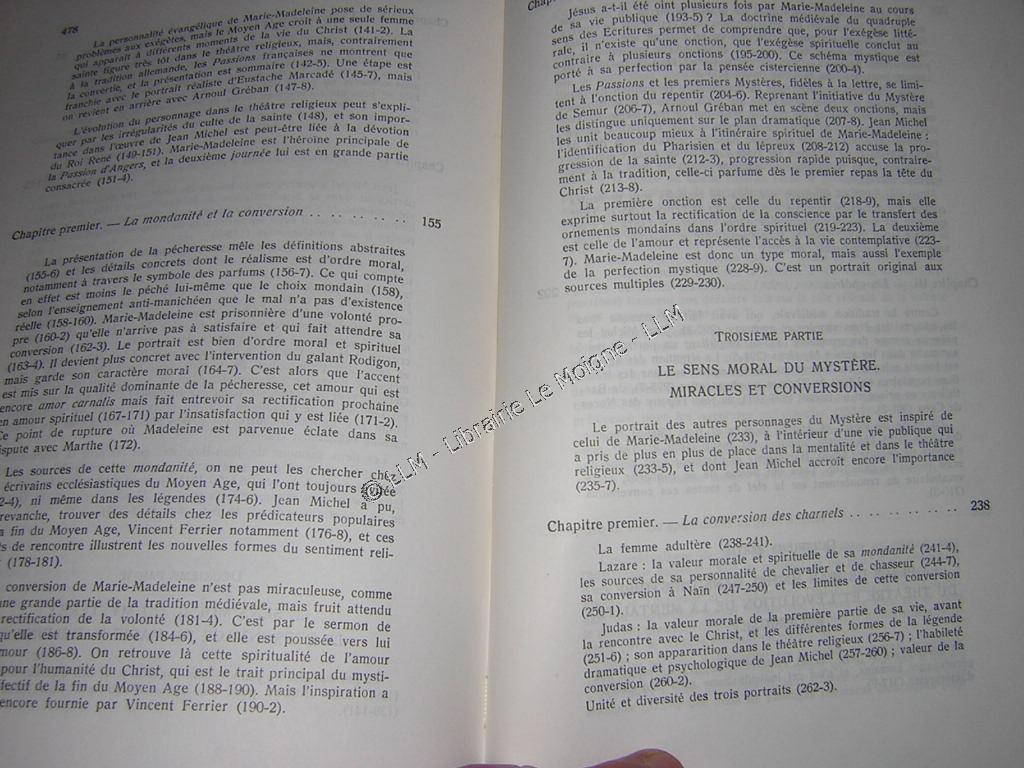 478
La personnalité évangélique de Marie-Madeleine pose de sérieux
problèmes aux exégètes, mais le Moyen Age croit à une seule femme
qui apparaît à différents moments de la vie du Christ (141-2). La
sainte figure très tôt dans le théâtre religieux, mais, contrairement
à la tradition allemande, les Passions françaises ne montrent que
la convertie, et la présentation est sommaire (142-5). Une étape est
franchie avec le portrait réaliste d'Eustache Marcadé (145-7), mais
on revient en arrière avec Arnoul Gréban (147-8).
L'évolution du personnage dans le théâtre religieux peut s'expli-
quer par les irrégularités du culte de la sainte (148), et son impor-
tance dans l'œuvre de Jean Michel est peut-être liée à la dévotion
du Roi René (149-151). Marie-Madeleine est l'héroïne principale de
la Passion d'Angers, et la deuxième journée lui est en grande partie
consacrée (151-4).
Chapitre premier. — La mondanité et la conversion . . . . . . . . . 155
La présentation de la pécheresse mêle les définitions abstraites
(155-6) et les détails concrets dont le réalisme est d'ordre moral,
notamment à travers le symbole des parfums (156-7). Ce qui compte
en effet est moins le péché lui-même que le choix mondain (158),
selon l'enseignement anti-manichéen que le mal n'a pas d'existence
réelle (158-160). Marie-Madeleine est prisonnière d'une volonté pro-
pre (160-2) qu'elle n'arrive pas à satisfaire et qui fait attendre sa
conversion (162-3). Le portrait est bien d'ordre moral et spirituel
(163-4). Il devient plus concret avec l'intervention du galant Rodigon,
mais garde son caractère moral (164-7). C'est alors que l'accent
est mis sur la qualité dominante de la pécheresse, cet amour qui est
encore amor carnalis mais fait entrevoir sa rectification prochaine
en amour spirituel (167-171) par l'insatisfaction qui y est liée (171-2).
Ce point de rupture où Madeleine est parvenue éclate dans sa
dispute avec Marthe (172).
Les sources de cette mondanité, on ne peut les chercher chez
écrivains ecclésiastiques du Moyen Age, qui l'ont toujours
2-4), ni même dans les légendes (174-6). Jean Michel a pu,
revanche, trouver des détails chez les prédicateurs populaires
la fin du Moyen Age, Vincent Ferrier notamment (176-8), et ces
s de rencontre illustrent les nouvelles formes du sentiment reli-
(178-181).
conversion de Marie-Madeleine n'est pas miraculeuse, comme
une grande partie de la tradition médiévale, mais fruit attendu
rectification de la volonté (181-4). C'est par le sermon de
qu'elle est transformée (184-6), et elle est poussée vers lui
mour (186-8). On retrouve là cette spiritualité de l'amour
pour l'humanité du Christ, qui est le trait principal du mysti-
ffectif de la fin du Moyen Age (188-190). Mais l'inspiration a
encore fournie par Vincent Ferrier (190-2).
Jésus a-t-il été oint plusieurs fois par Marie-Madeleine au cours
de sa vie publique (193-5) ? La doctrine médiévale du quadruple
sens des Ecritures permet de comprendre que, pour l'exégèse litté-
rale, il n'existe qu'une onction, que l'exégèse spirituelle conclut au
contraire à plusieurs onctions (195-200). Ce schéma mystique est
porté à sa perfection par la pensée cistercienne (200-4).
Les Passions et les premiers Mystères, fidèles à la lettre, se limi-
tent à l'onction du repentir (204-6). Reprenant l'initiative du Mystère
de Semur (206-7), Arnoul Gréban met en scène deux onctions, mais
les distingue uniquement sur le plan dramatique (207-8). Jean Michel
les unit beaucoup mieux à l'itinéraire spirituel de Marie-Madeleine :
l'identification du Pharisien et du lépreux (208-212) accuse la pro-
gression de la sainte (212-3), progression rapide puisque, contraire-
ment à la tradition, celle-ci parfume dès le premier repas la tête du
Christ (213-8).
La première onction est celle du repentir (218-9), mais elle
exprime surtout la rectification de la conscience par le transfert des
ornements mondains dans l'ordre spirituel (219-223). La deuxième
est celle de l'amour et représente l'accès à la vie contemplative (223-
7). Marie-Madeleine est donc un type moral, mais aussi l'exemple
de la perfection mystique (228-9). C'est un portrait original aux
sources multiples (229-230).
TROISIÈME PARTIE
LE SENS MORAL DU MYSTÈRE.
MIRACLES ET CONVERSIONS
Le portrait des autres personnages du Mystère est inspiré de
celui de Marie-Madeleine (233), à l'intérieur d'une vie publique qui
a pris de plus en plus de place dans la mentalité et dans le théâtre
religieux (233-5), et dont Jean Michel accroît encore l'importance
(235-7).
Chapitre premier. — La conversion des charnels . . . . . . . . . . 238
La femme adultère (238-241).
Lazare : la valeur morale et spirituelle de sa mondanité (241-4),
les sources de sa personnalité de chevalier et de chasseur (244-7),
sa conversion à Naïn (247-250) et les limites de cette conversion
(250-1).
Judas : la valeur morale de la première partie de sa vie, avant
la rencontre avec le Christ, et les différentes formes de la légende
(251-6) ; son appararition dans le théâtre religieux (256-7) ; l'habileté
dramatique et psychologique de Jean Michel (257-260) ; valeur de la
conversion (260-2).
Unité et diversité des trois portraits (262-3).
© LLM - Librairie Le Moigne - LLM